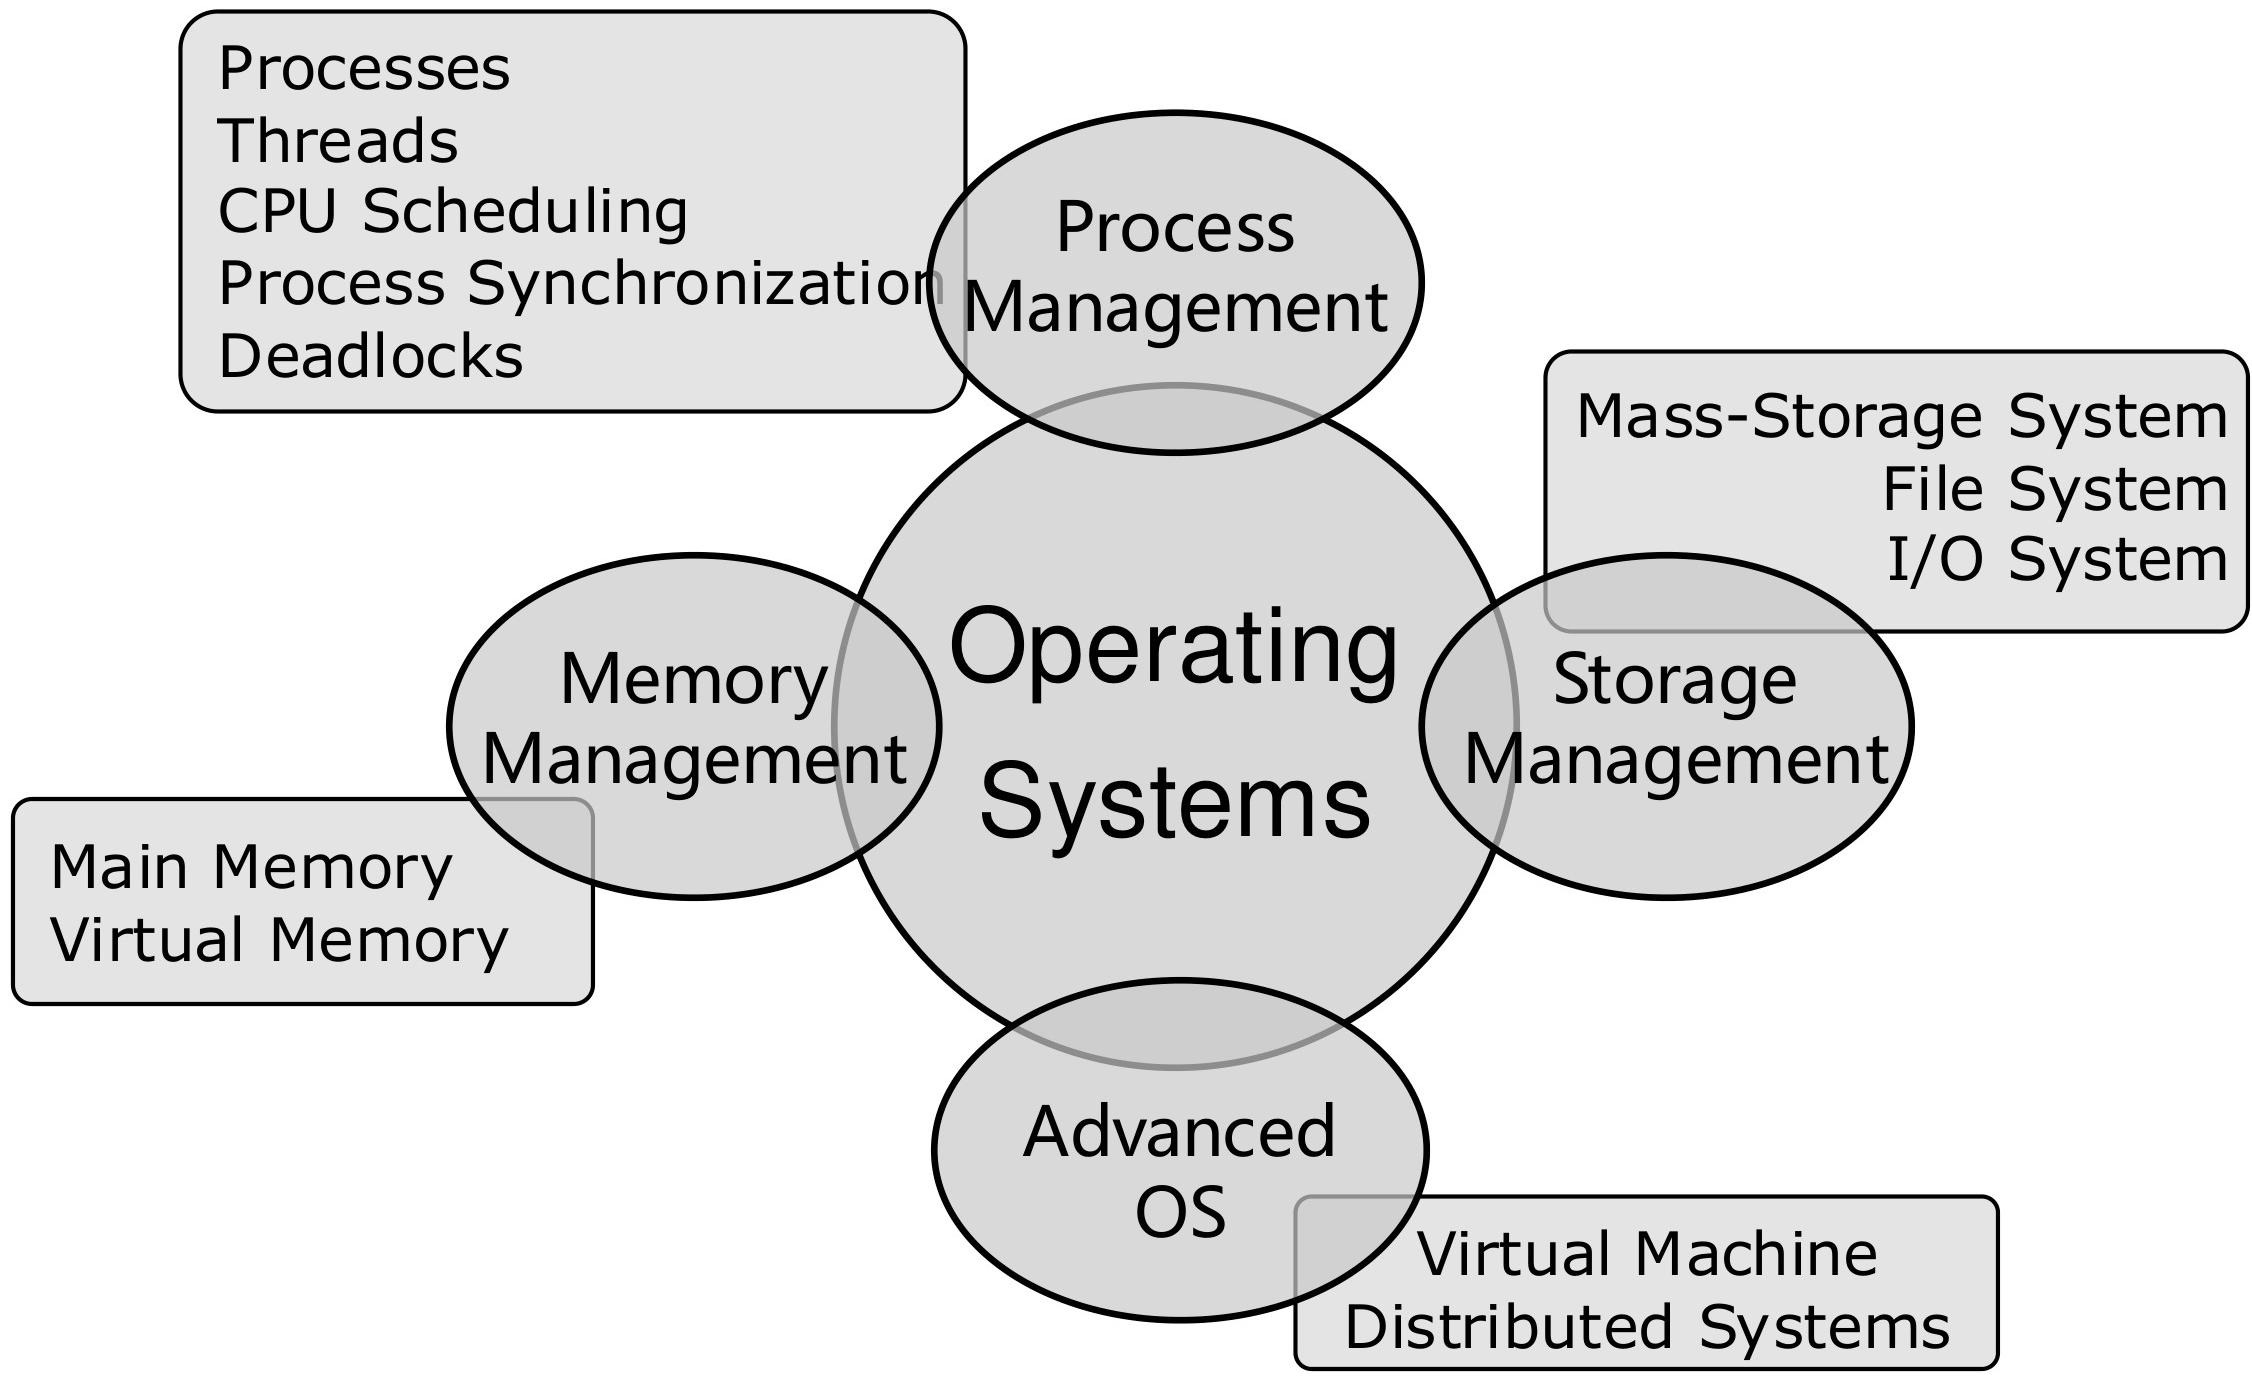 Processes
Threads
CPU Scheduling
Process Synchronization
Deadlocks
Process
Management
Mass-Storage System
File System
I/O System
Operating
Systems
Memory
Management
Storage
Management
Main Memory
Virtual Memory
Advanced
OS
Virtual Machine
Distributed Systems